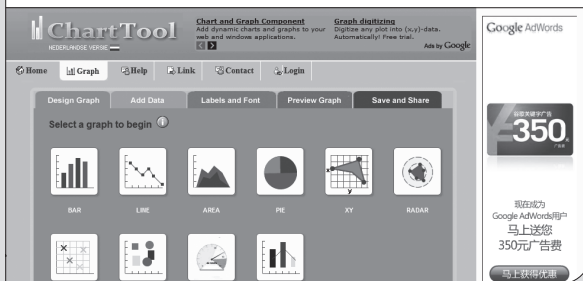 ChartTool
NEDERLANDSE VERSIE
Chart and Graph Component
Add dynamic charts and graphs to your
web and windows applications.
Graph digitizing
Digitize any plot into (x,y)-data.
Automatically! Free trial.
Ads by Google
Home
Graph
Help
Link
Contact
Login
Design Graph
Add Data
Labels and Font
Preview Graph
Save and Share
Select a graph to begin
BAR
LINE
AREA
PIE
XY
RADAR
x
y
Google AdWords
350
现在成为
Google AdWords用户
马上送您
350元广告费
马上获得优惠